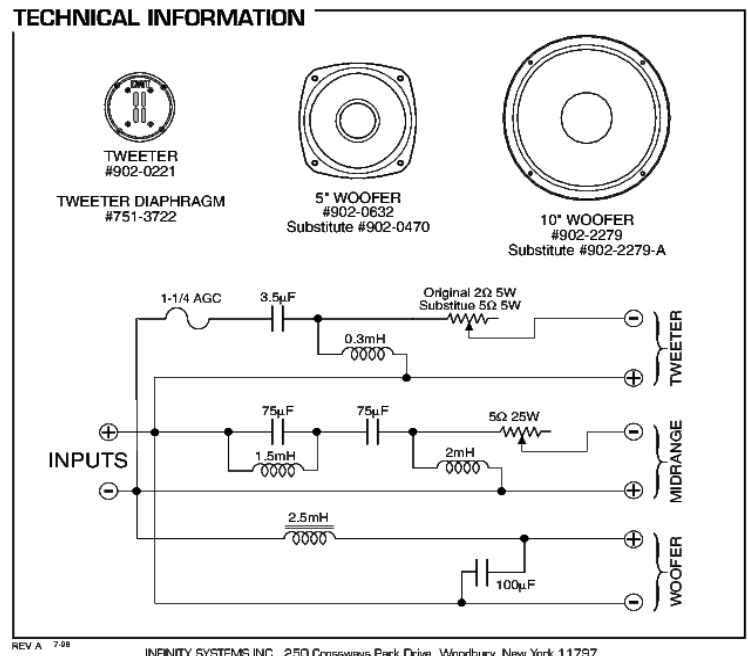 TECHNICAL INFORMATION
TWEETER
#902-0221
TWEETER DIAPHRAGM
#751-3722
5" WOOFER
#902-0632
Substitute #902-0470
10" WOOFER
#902-2279
Substitute #902-2279-A
1-1/4 AGC
3.5µF
Original 2Ω 5W
Substitue 5Ω 5W
0.3mH
TWEETER
75µF
75µF
5Ω 25W
INPUTS
1.5mH
2mH
MIDRANGE
2.5mH
100µF
WOOFER
REV A 7-98
INFINITY SYSTEMS INC. 250 Crossways Park Drive, Woodbury, New York 11797